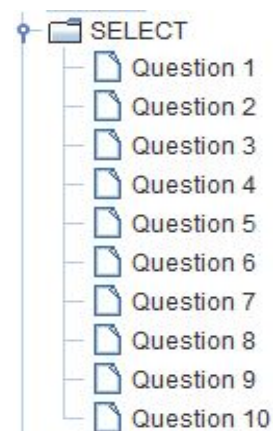 SELECT
Question 1
Question 2
Question 3
Question 4
Question 5
Question 6
Question 7
Question 8
Question 9
Question 10